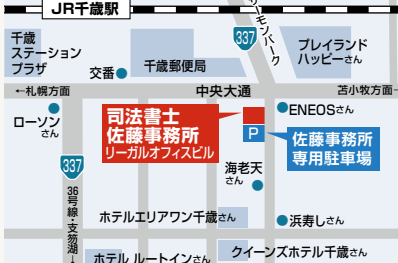 JR千歳駅
サーモンパーク
337
千歳
ステーション
プラザ
交番
千歳郵便局
プレイランド
ハッピーさん
←札幌方面
中央大通
苫小牧方面→
ローソン
さん
司法書士
佐藤事務所
リーガルオフィスビル
P
ENEOSさん
佐藤事務所
専用駐車場
337
36号線・支笏湖→
海老天
さん
ホテルエリアワン千歳さん
浜寿しさん
ホテル ルートインさん
クイーンズホテル千歳さん